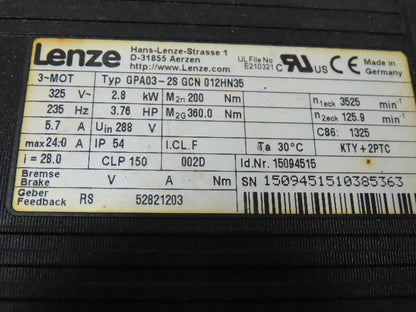 Lenze
Hans-Lenze-Strasse 1
D-31855 Aerzen
http://www.Lenze.com
UL File No
E210321
c RU US CE
Made in
Germany
3~MOT Typ GPA03-2S GCN 012HN35
325 V~ 2.8 kW M2n 200 Nm n1eck 3525 min-1
235 Hz 3.76 HP M2G 360.0 Nm n2eck 125.9 min-1
5.7 A Uin 288 V C86: 1325
max 24.0 A IP 54 I.CL.F Ta 30°C KTY+2PTC
i = 28.0 CLP 150 002D Id.Nr. 15094515
Bremse
Brake V A Nm SN 1509451510385363
Geber
Feedback RS 52821203